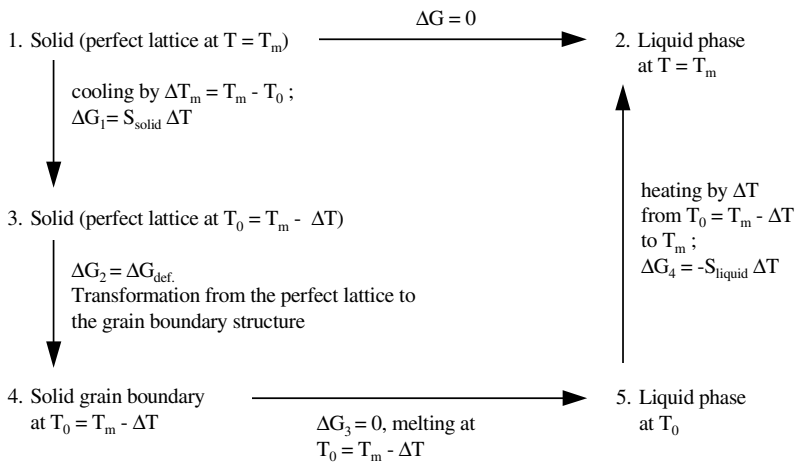 ΔG = 0
1. Solid (perfect lattice at T = Tₘ)
2. Liquid phase
at T = Tₘ
cooling by ΔTₘ = Tₘ - T₀ ;
ΔG₁= S_solid ΔT
heating by ΔT
from T₀ = Tₘ - ΔT
to Tₘ ;
ΔG₄ = -S_liquid ΔT
3. Solid (perfect lattice at T₀ = Tₘ - ΔT)
ΔG₂ = ΔG_def.
Transformation from the perfect lattice to
the grain boundary structure
4. Solid grain boundary
at T₀ = Tₘ - ΔT
ΔG₃ = 0, melting at
T₀ = Tₘ - ΔT
5. Liquid phase
at T₀